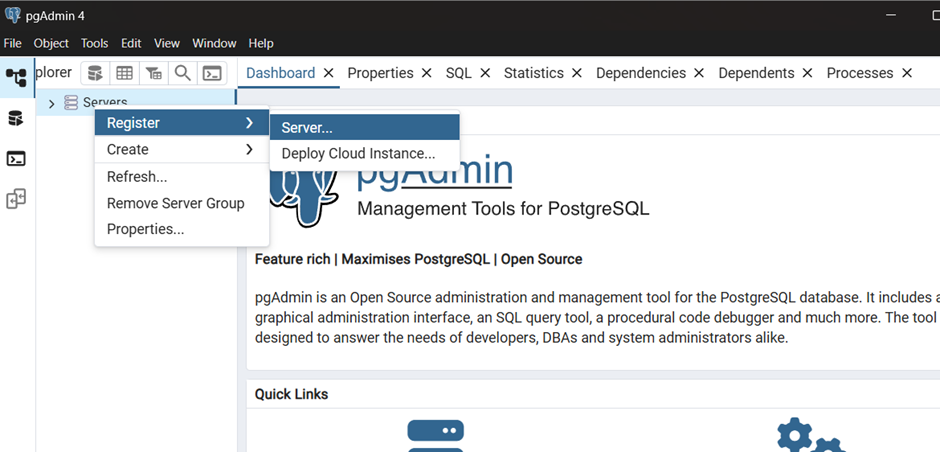 pgAdmin 4
File Object Tools Edit View Window Help
plorer
Dashboard Properties SQL Statistics Dependencies Dependents Processes
Servers
Register
Server...
Create
Deploy Cloud Instance...
Refresh...
Remove Server Group
Properties...
pgAdmin
Management Tools for PostgreSQL
Feature rich | Maximises PostgreSQL | Open Source
pgAdmin is an Open Source administration and management tool for the PostgreSQL database. It includes a
graphical administration interface, an SQL query tool, a procedural code debugger and much more. The tool
designed to answer the needs of developers, DBAs and system administrators alike.
Quick Links